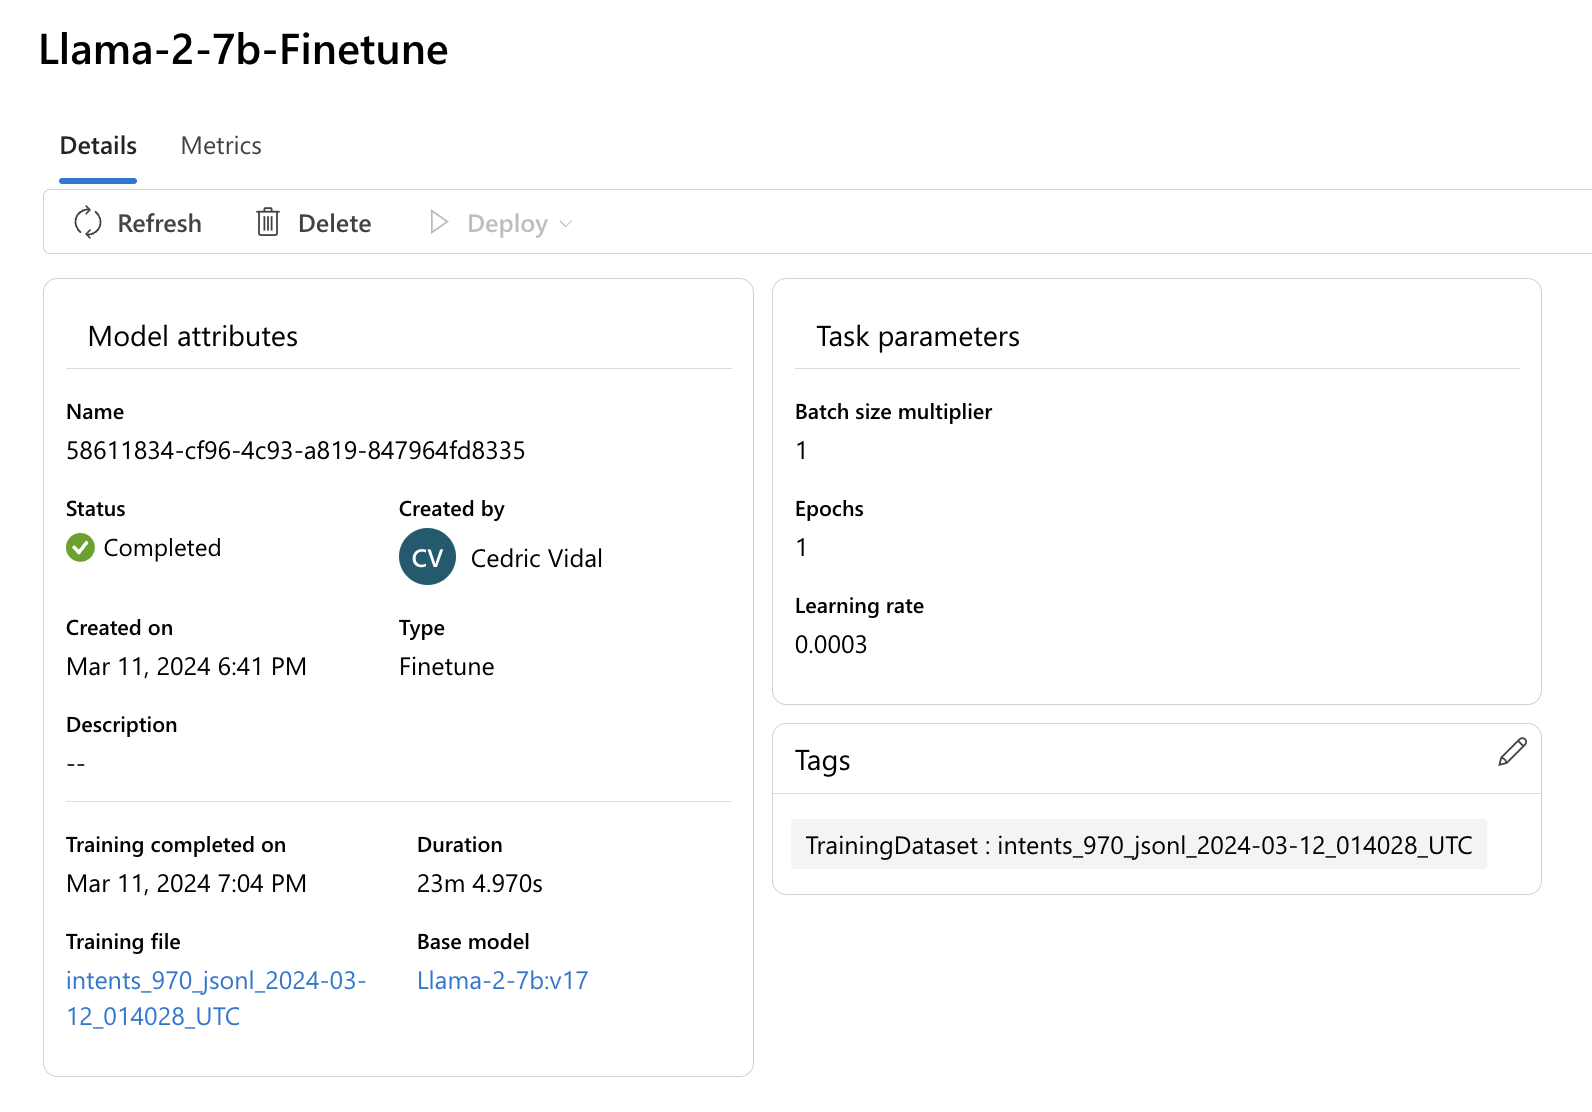 Llama-2-7b-Finetune
Details Metrics
Refresh Delete Deploy
Model attributes
Name
58611834-cf96-4c93-a819-847964fd8335
Status Created by
Completed CV Cedric Vidal
Created on Type
Mar 11, 2024 6:41 PM Finetune
Description
--
Training completed on Duration
Mar 11, 2024 7:04 PM 23m 4.970s
Training file Base model
intents_970_jsonl_2024-03- Llama-2-7b:v17
12_014028_UTC
Task parameters
Batch size multiplier
1
Epochs
1
Learning rate
0.0003
Tags
TrainingDataset : intents_970_jsonl_2024-03-12_014028_UTC